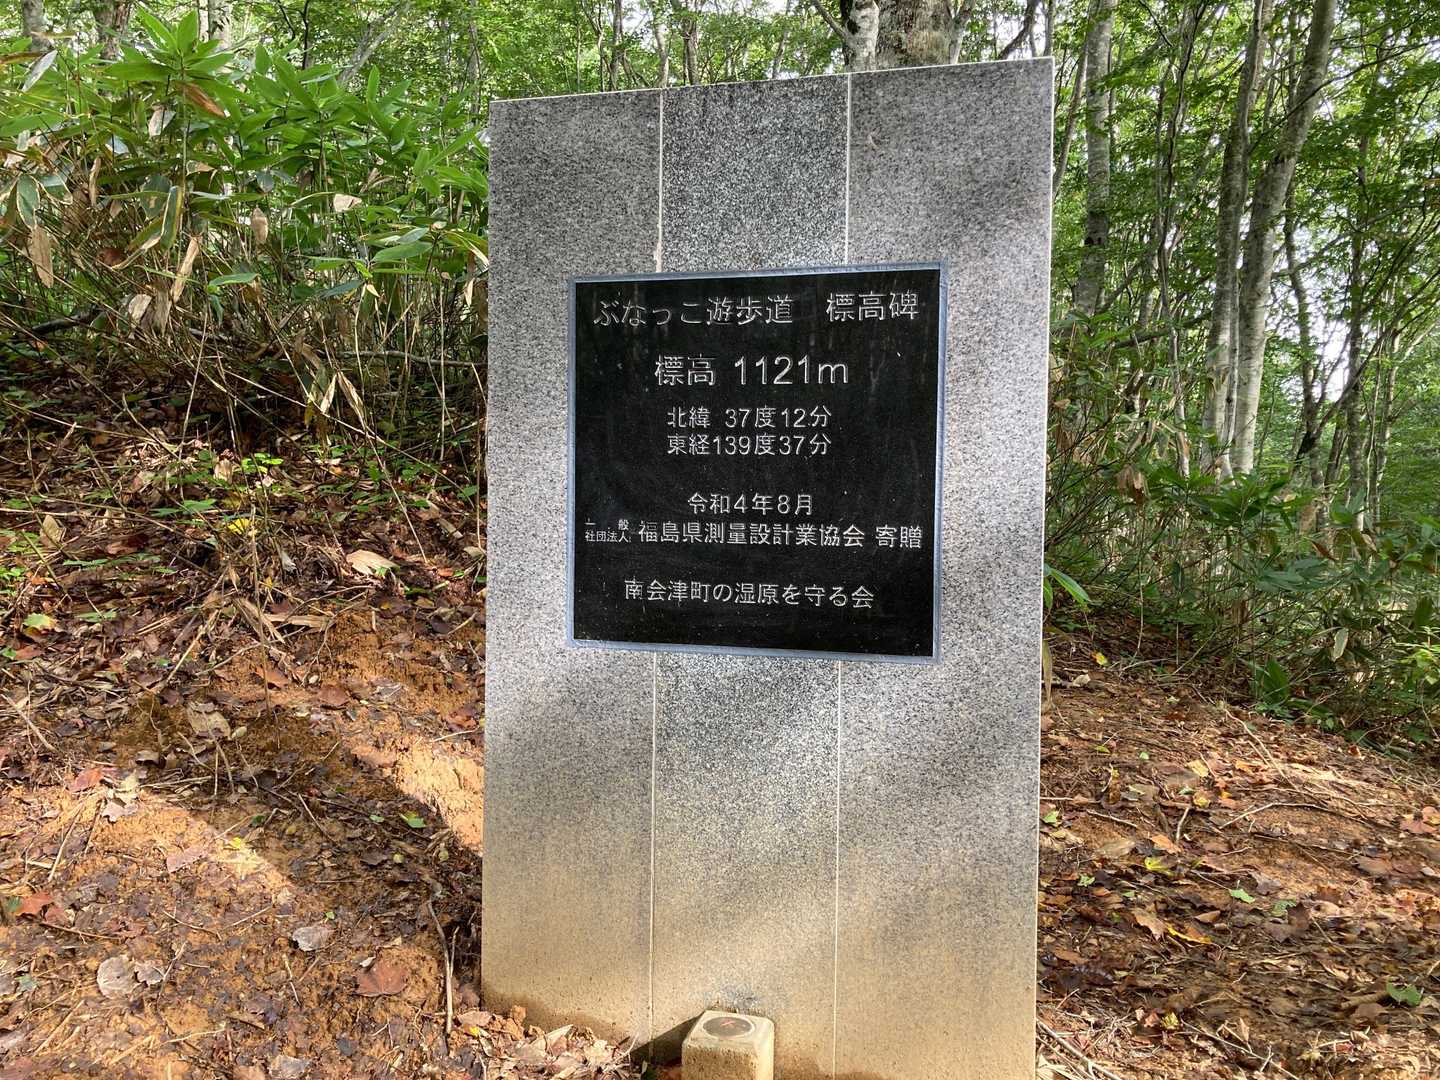 ぶなっこ遊歩道　標高碑
標高 1121m
北緯 37度12分
東経139度37分
令和4年8月
一般社団法人 福島県測量設計業協会 寄贈
南会津町の湿原を守る会